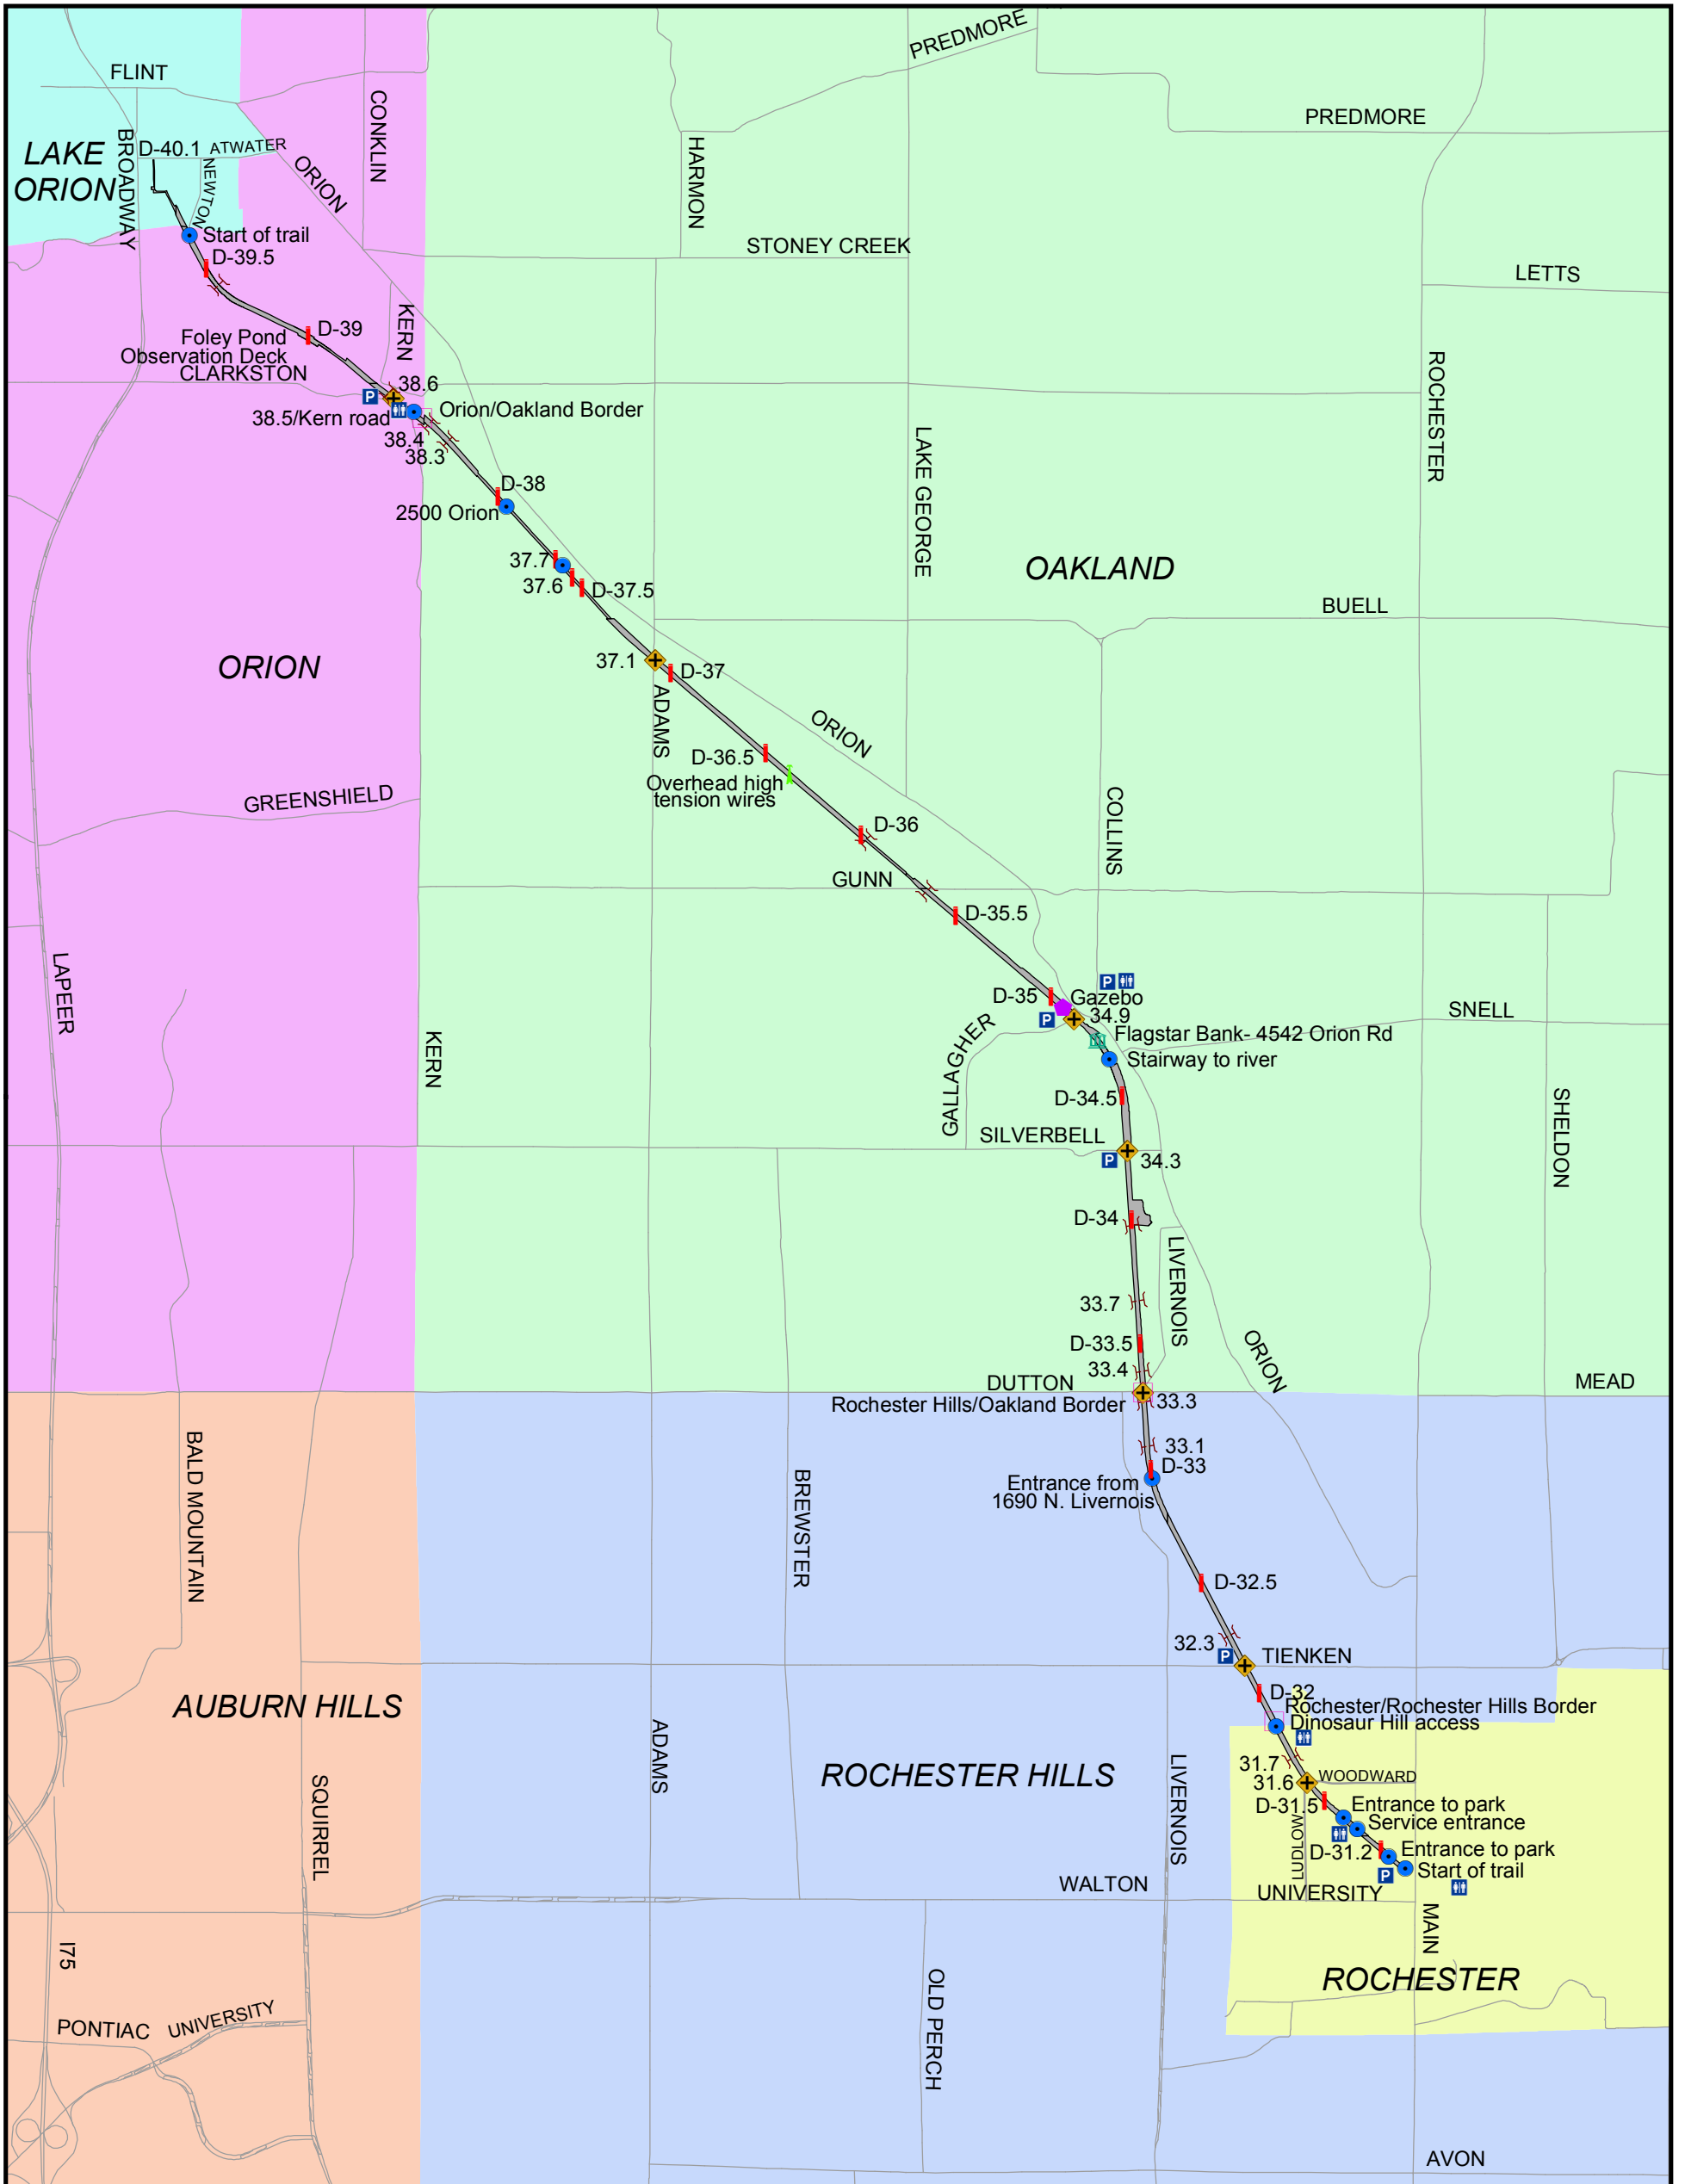 PREDMORE
FLINT
CONKLIN
PREDMORE
BROADWAY
HARMON
LAKE
ORION
D-40.1
ATWATER
NEWTON
ORION
Start of trail
STONEY CREEK
D-39.5
LETTS
KERN
D-39
Foley Pond
Observation Deck
CLARKSTON
ROCHESTER
38.6
Orion/Oakland Border
38.5/Kern road
38.4
38.3
LAKE GEORGE
D-38
2500 Orion
37.7
37.6
D-37.5
OAKLAND
BUELL
ORION
37.1
D-37
ADAMS
ORION
D-36.5
Overhead high
tension wires
GREENSHIELD
COLLINS
D-36
GUNN
D-35.5
LAPEER
D-35
Gazebo
34.9
SNELL
GALLAGHER
Flagstar Bank- 4542 Orion Rd
Stairway to river
KERN
D-34.5
SHELDON
SILVERBELL
34.3
D-34
LIVERNOIS
33.7
D-33.5
ORION
33.4
DUTTON
MEAD
Rochester Hills/Oakland Border
33.3
33.1
D-33
Entrance from
1690 N. Livernois
BALD MOUNTAIN
BREWSTER
D-32.5
32.3
TIENKEN
D-32
AUBURN HILLS
Rochester/Rochester Hills Border
Dinosaur Hill access
ADAMS
31.7
WOODWARD
31.6
ROCHESTER HILLS
LIVERNOIS
SQUIRREL
D-31.5
Entrance to park
Service entrance
LUDLOW
D-31.2
Entrance to park
Start of trail
WALTON
UNIVERSITY
MAIN
I75
ROCHESTER
OLD PERCH
PONTIAC
UNIVERSITY
AVON
P
P
P
P
P
P